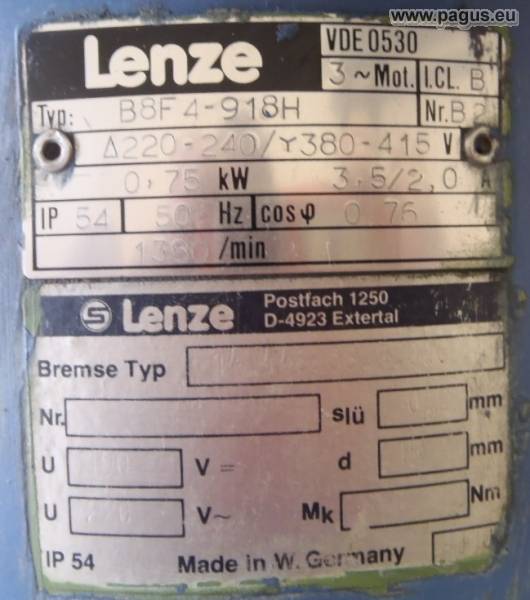 www.pagus.eu
Lenze
VDE 0530
3 ~ Mot. I.CL. B
Typ: B8F4-918H Nr. B 2
Δ220-240/Y380-415 V
0,75 kW 3,5/2,0 A
IP 54 50 Hz cosφ 0,76
/min
Lenze Postfach 1250
D-4923 Extertal
Bremse Typ
Nr. slü mm
U V= d mm
U V~ Mk Nm
IP 54 Made in W. Germany